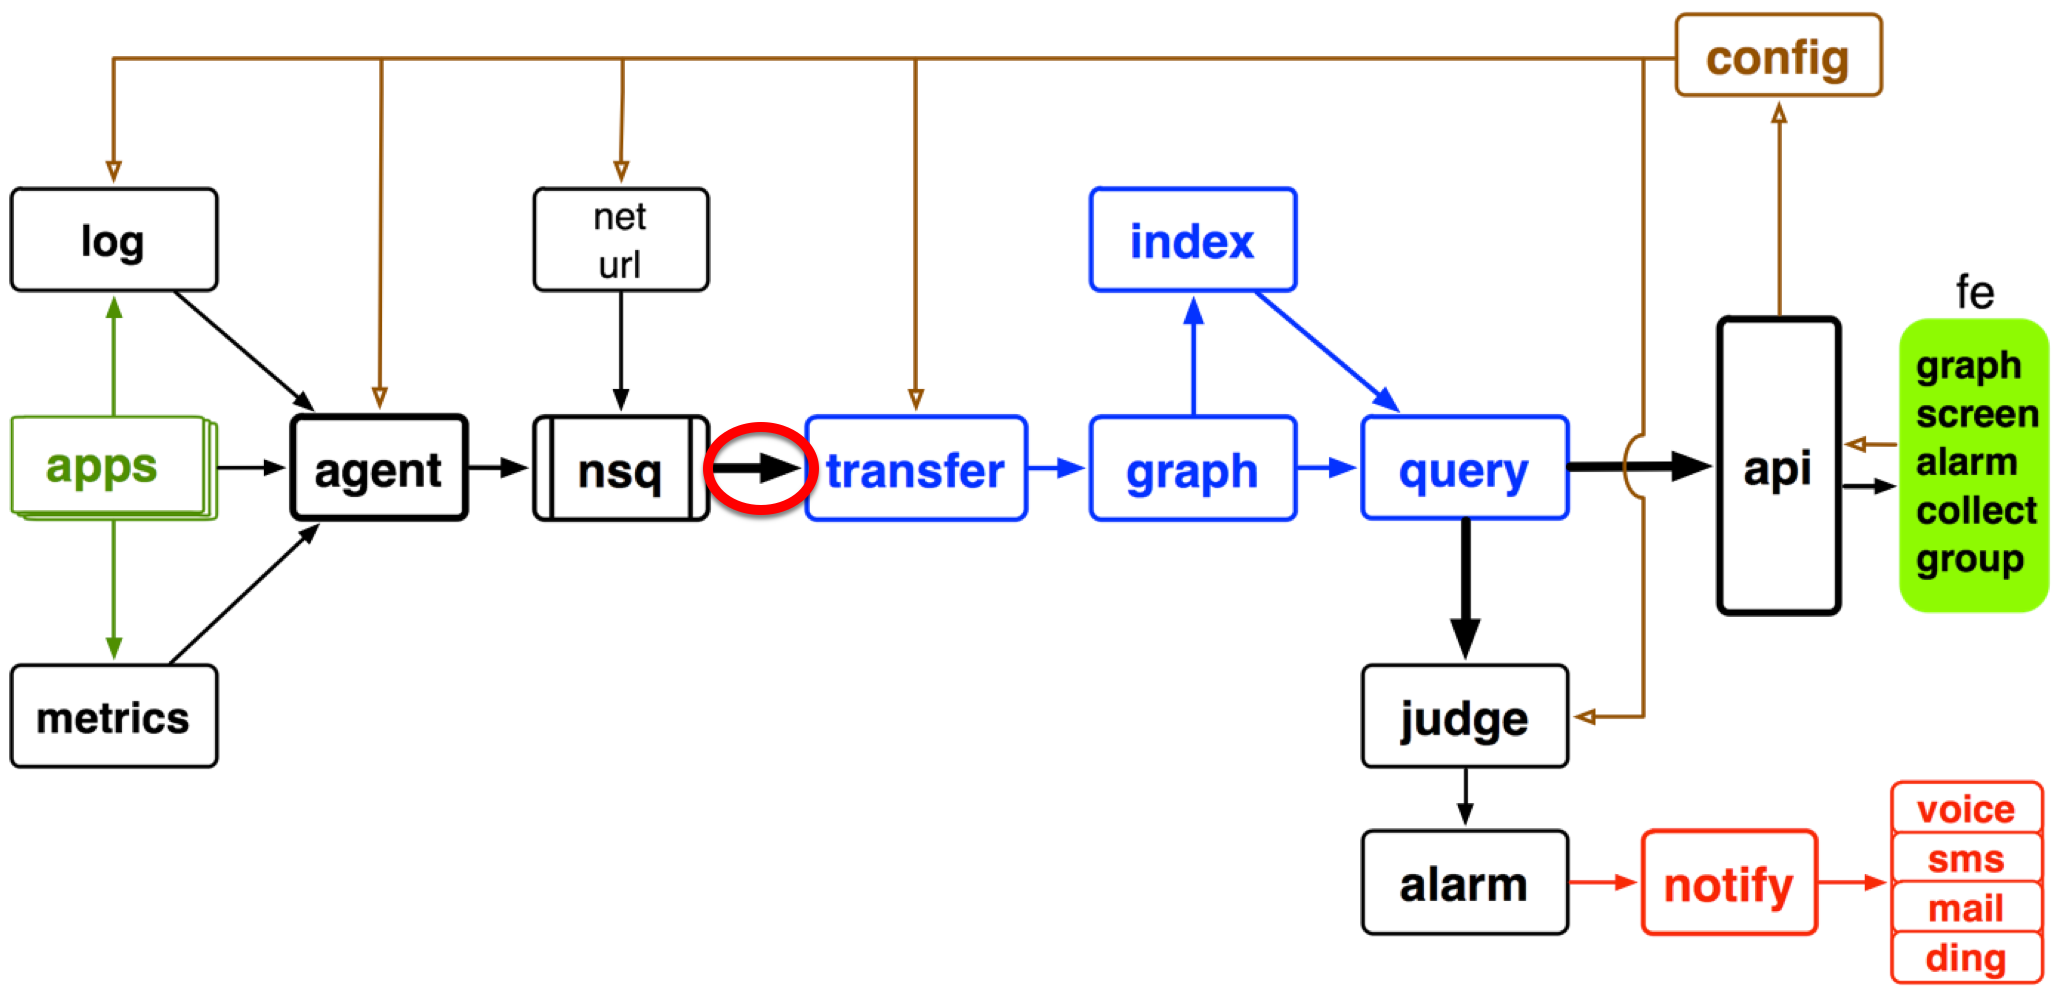 config
log
net
url
index
fe
graph
screen
alarm
collect
group
apps
agent
nsq
transfer
graph
query
api
metrics
judge
alarm
notify
voice
sms
mail
ding